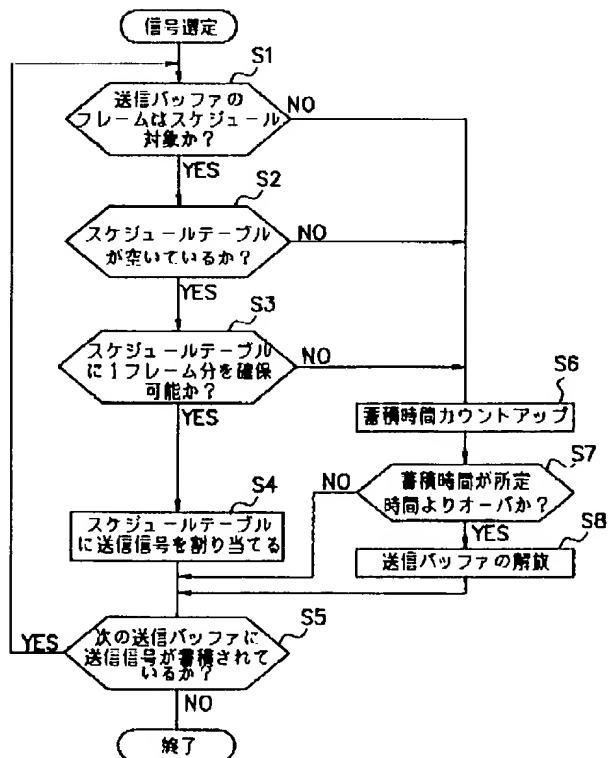 信号選定
S1
送信バッファの
フレームはスケジュール
対象か？
NO
YES
S2
スケジュールテーブル
が空いているか？
NO
YES
S3
スケジュールテーブル
に１フレーム分を確保
可能か？
NO
YES
S6
蓄積時間カウントアップ
S7
蓄積時間が所定
時間よりオーバか？
NO
YES
S4
スケジュールテーブル
に送信信号を割り当てる
S8
送信バッファの解放
S5
次の送信バッファに
送信信号が蓄積されて
いるか？
YES
NO
終了